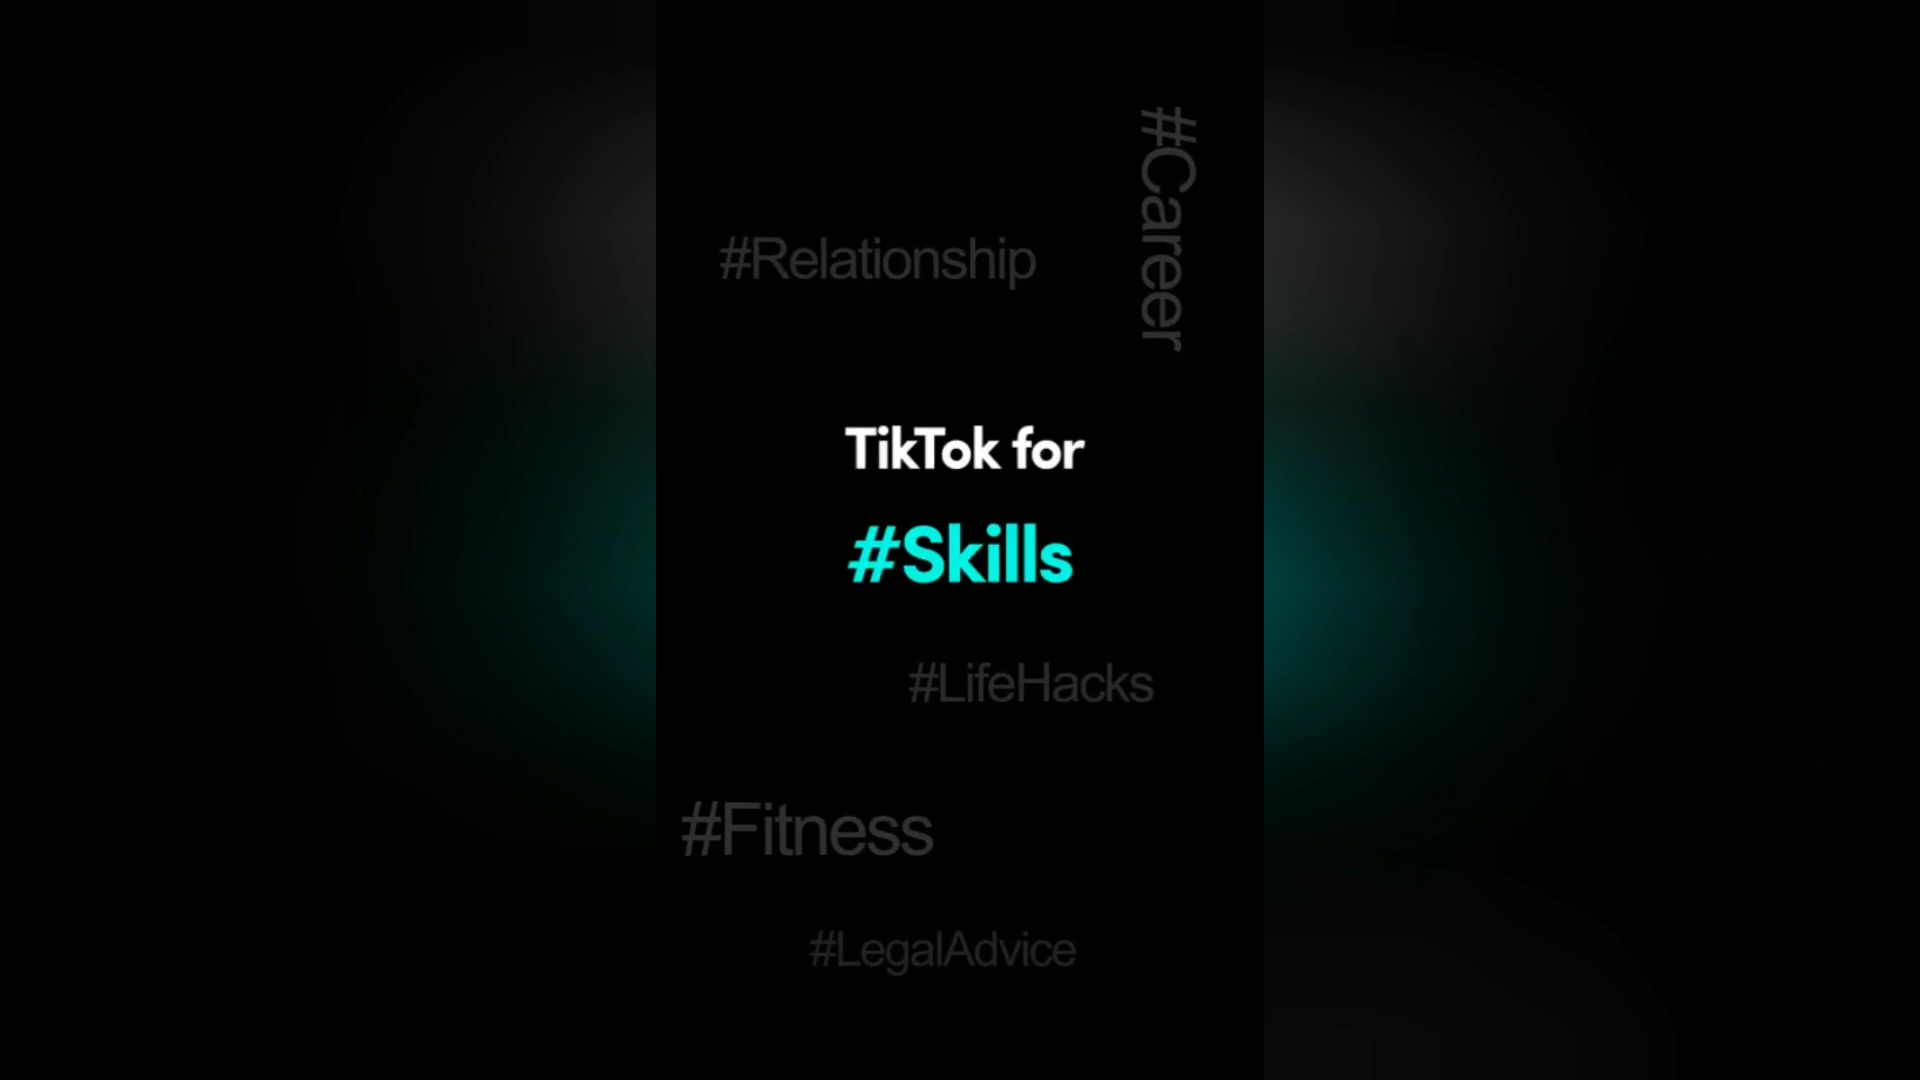 #Career
#Relationship
TikTok for
#Skills
#LifeHacks
#Fitness
#LegalAdvice